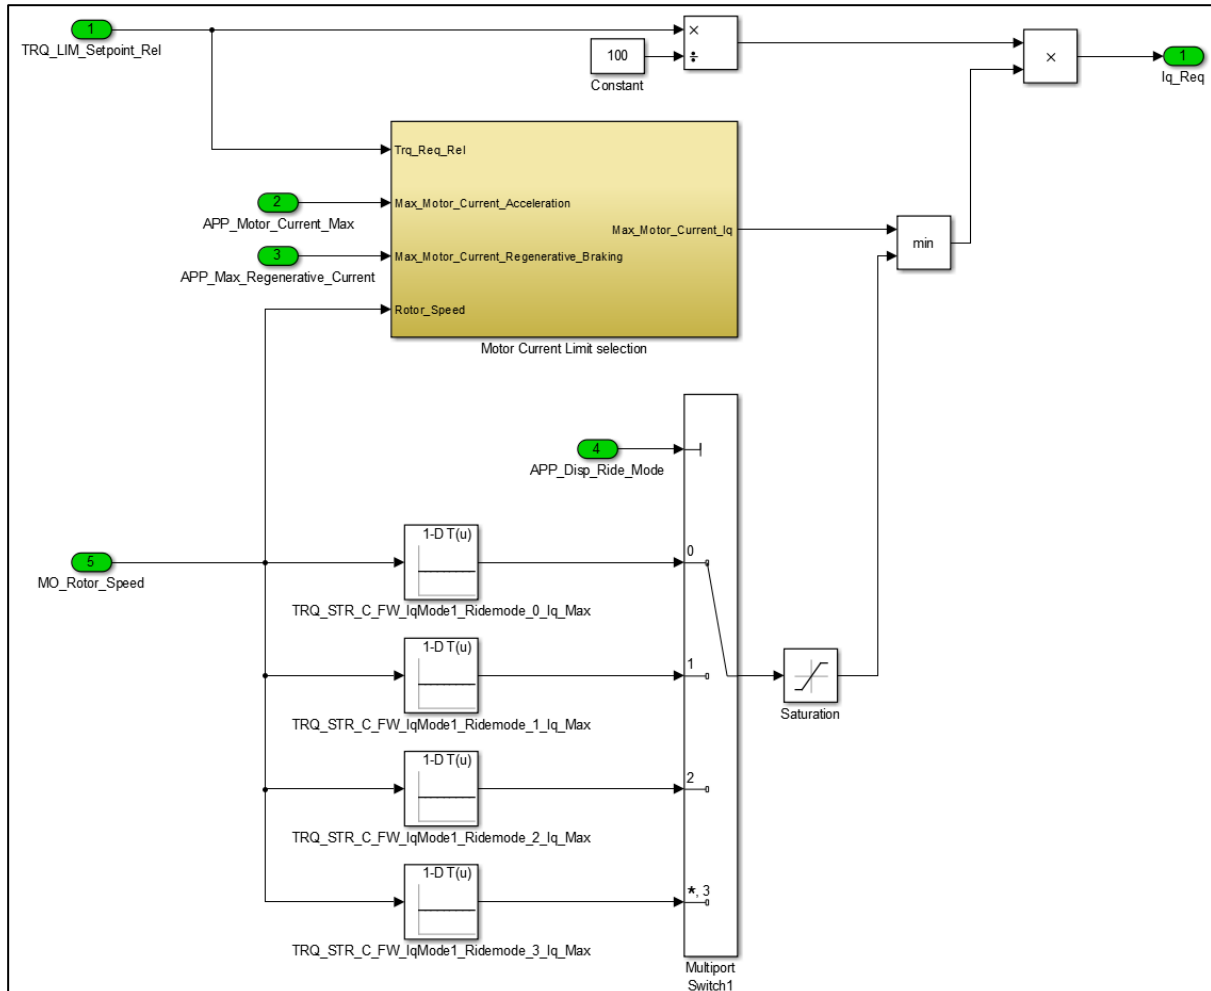 1
TRQ_LIM_Setpoint_Rel
×
÷
100
Constant
×
1
Iq_Req
Trq_Req_Rel
2
APP_Motor_Current_Max
Max_Motor_Current_Acceleration
Max_Motor_Current_Iq
3
APP_Max_Regenerative_Current
Max_Motor_Current_Regenerative_Braking
Rotor_Speed
Motor Current Limit selection
min
4
APP_Disp_Ride_Mode
5
MO_Rotor_Speed
1-D T(u)
TRQ_STR_C_FW_IqMode1_Ridemode_0_Iq_Max
0
1-D T(u)
TRQ_STR_C_FW_IqMode1_Ridemode_1_Iq_Max
1
Saturation
1-D T(u)
TRQ_STR_C_FW_IqMode1_Ridemode_2_Iq_Max
2
1-D T(u)
TRQ_STR_C_FW_IqMode1_Ridemode_3_Iq_Max
*, 3
Multiport
Switch1